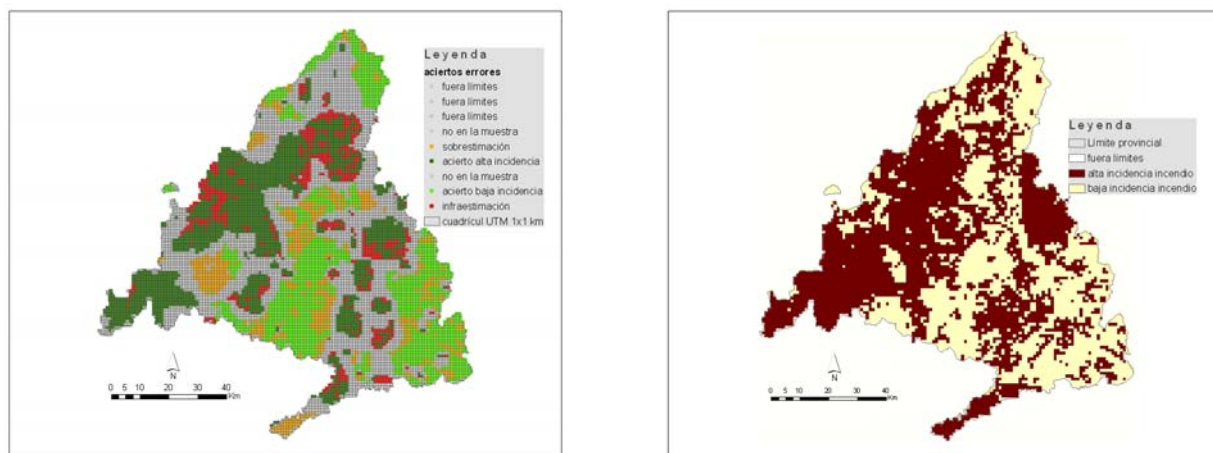 Leyenda
aciertos errores
fuera límites
fuera límites
fuera límites
no en la muestra
sobrestimación
acierto alta incidencia
no en la muestra
acierto baja incidencia
infraestimación
cuadrícul UTM 1x1 km
N
0 5 10 20 30 40
Km
Leyenda
Límite provincial
fuera límites
alta incidencia incendio
baja incidencia incendio
N
0 5 10 20 30 40
Km